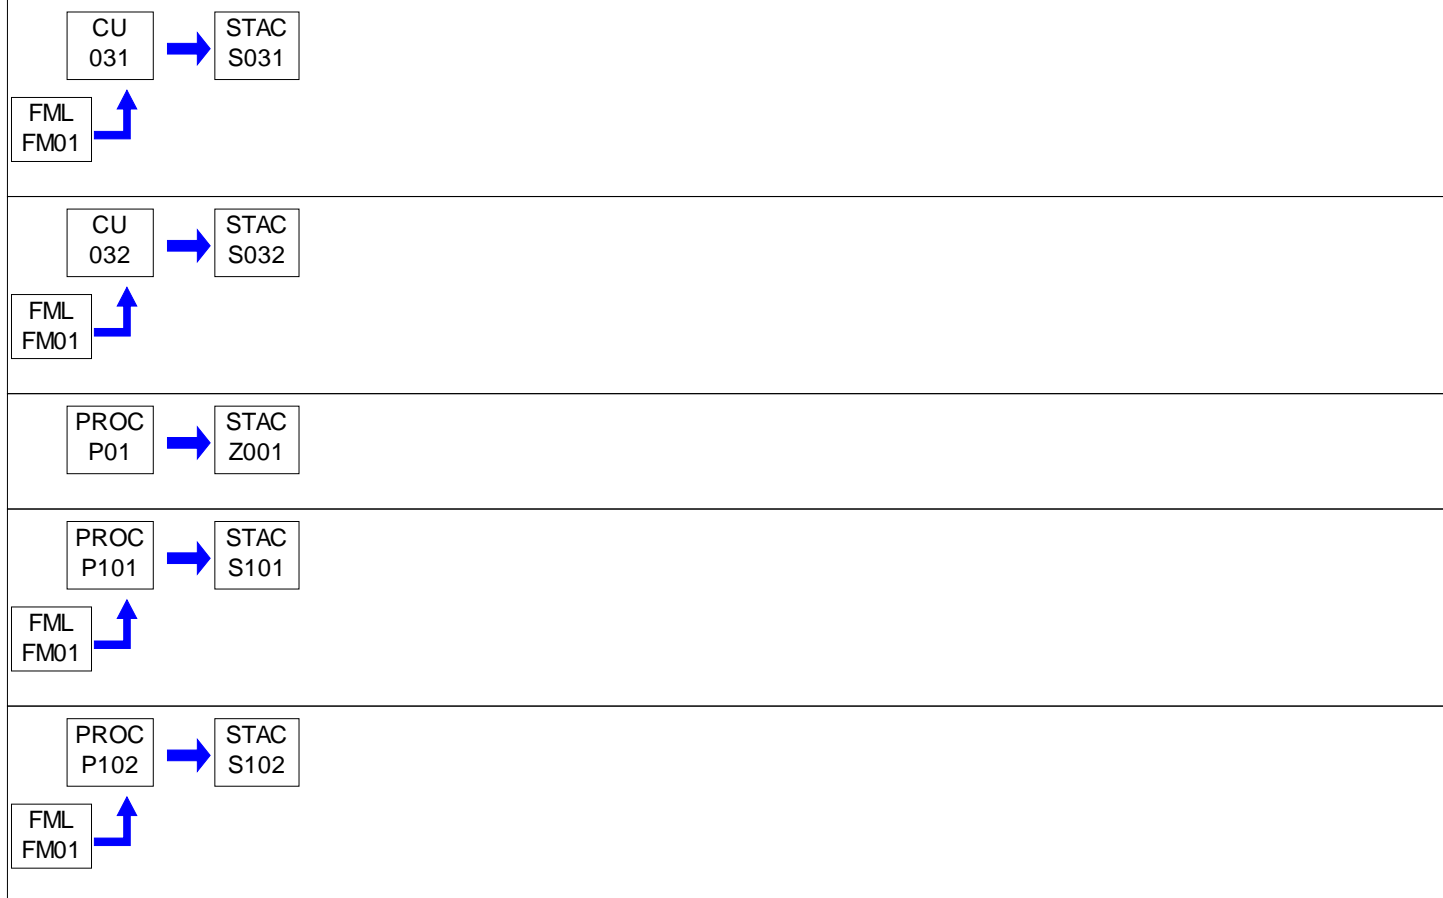 CU
031
STAC
S031
FML
FM01
CU
032
STAC
S032
FML
FM01
PROC
P01
STAC
Z001
PROC
P101
STAC
S101
FML
FM01
PROC
P102
STAC
S102
FML
FM01